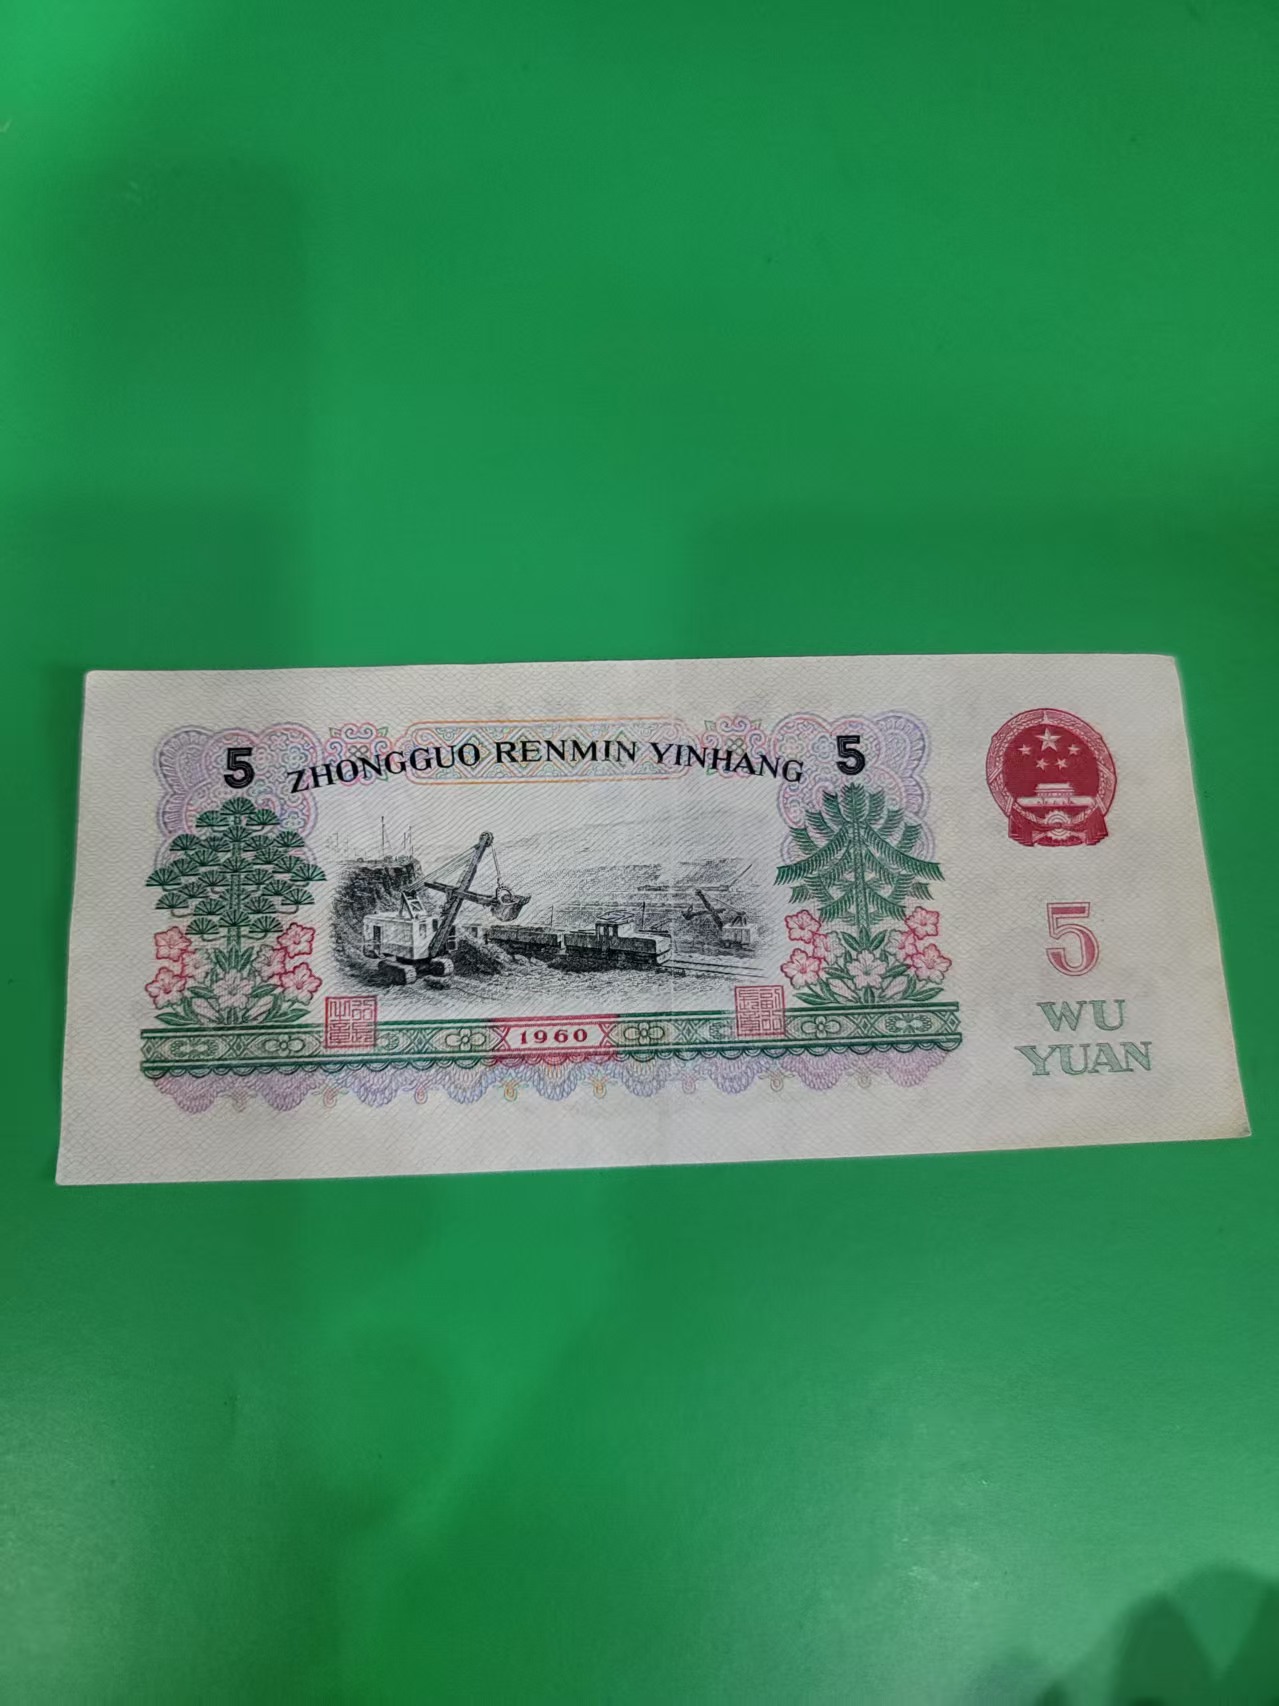 5 ZHONGGUO RENMIN YINHANG 5
1960
5
WU
YUAN